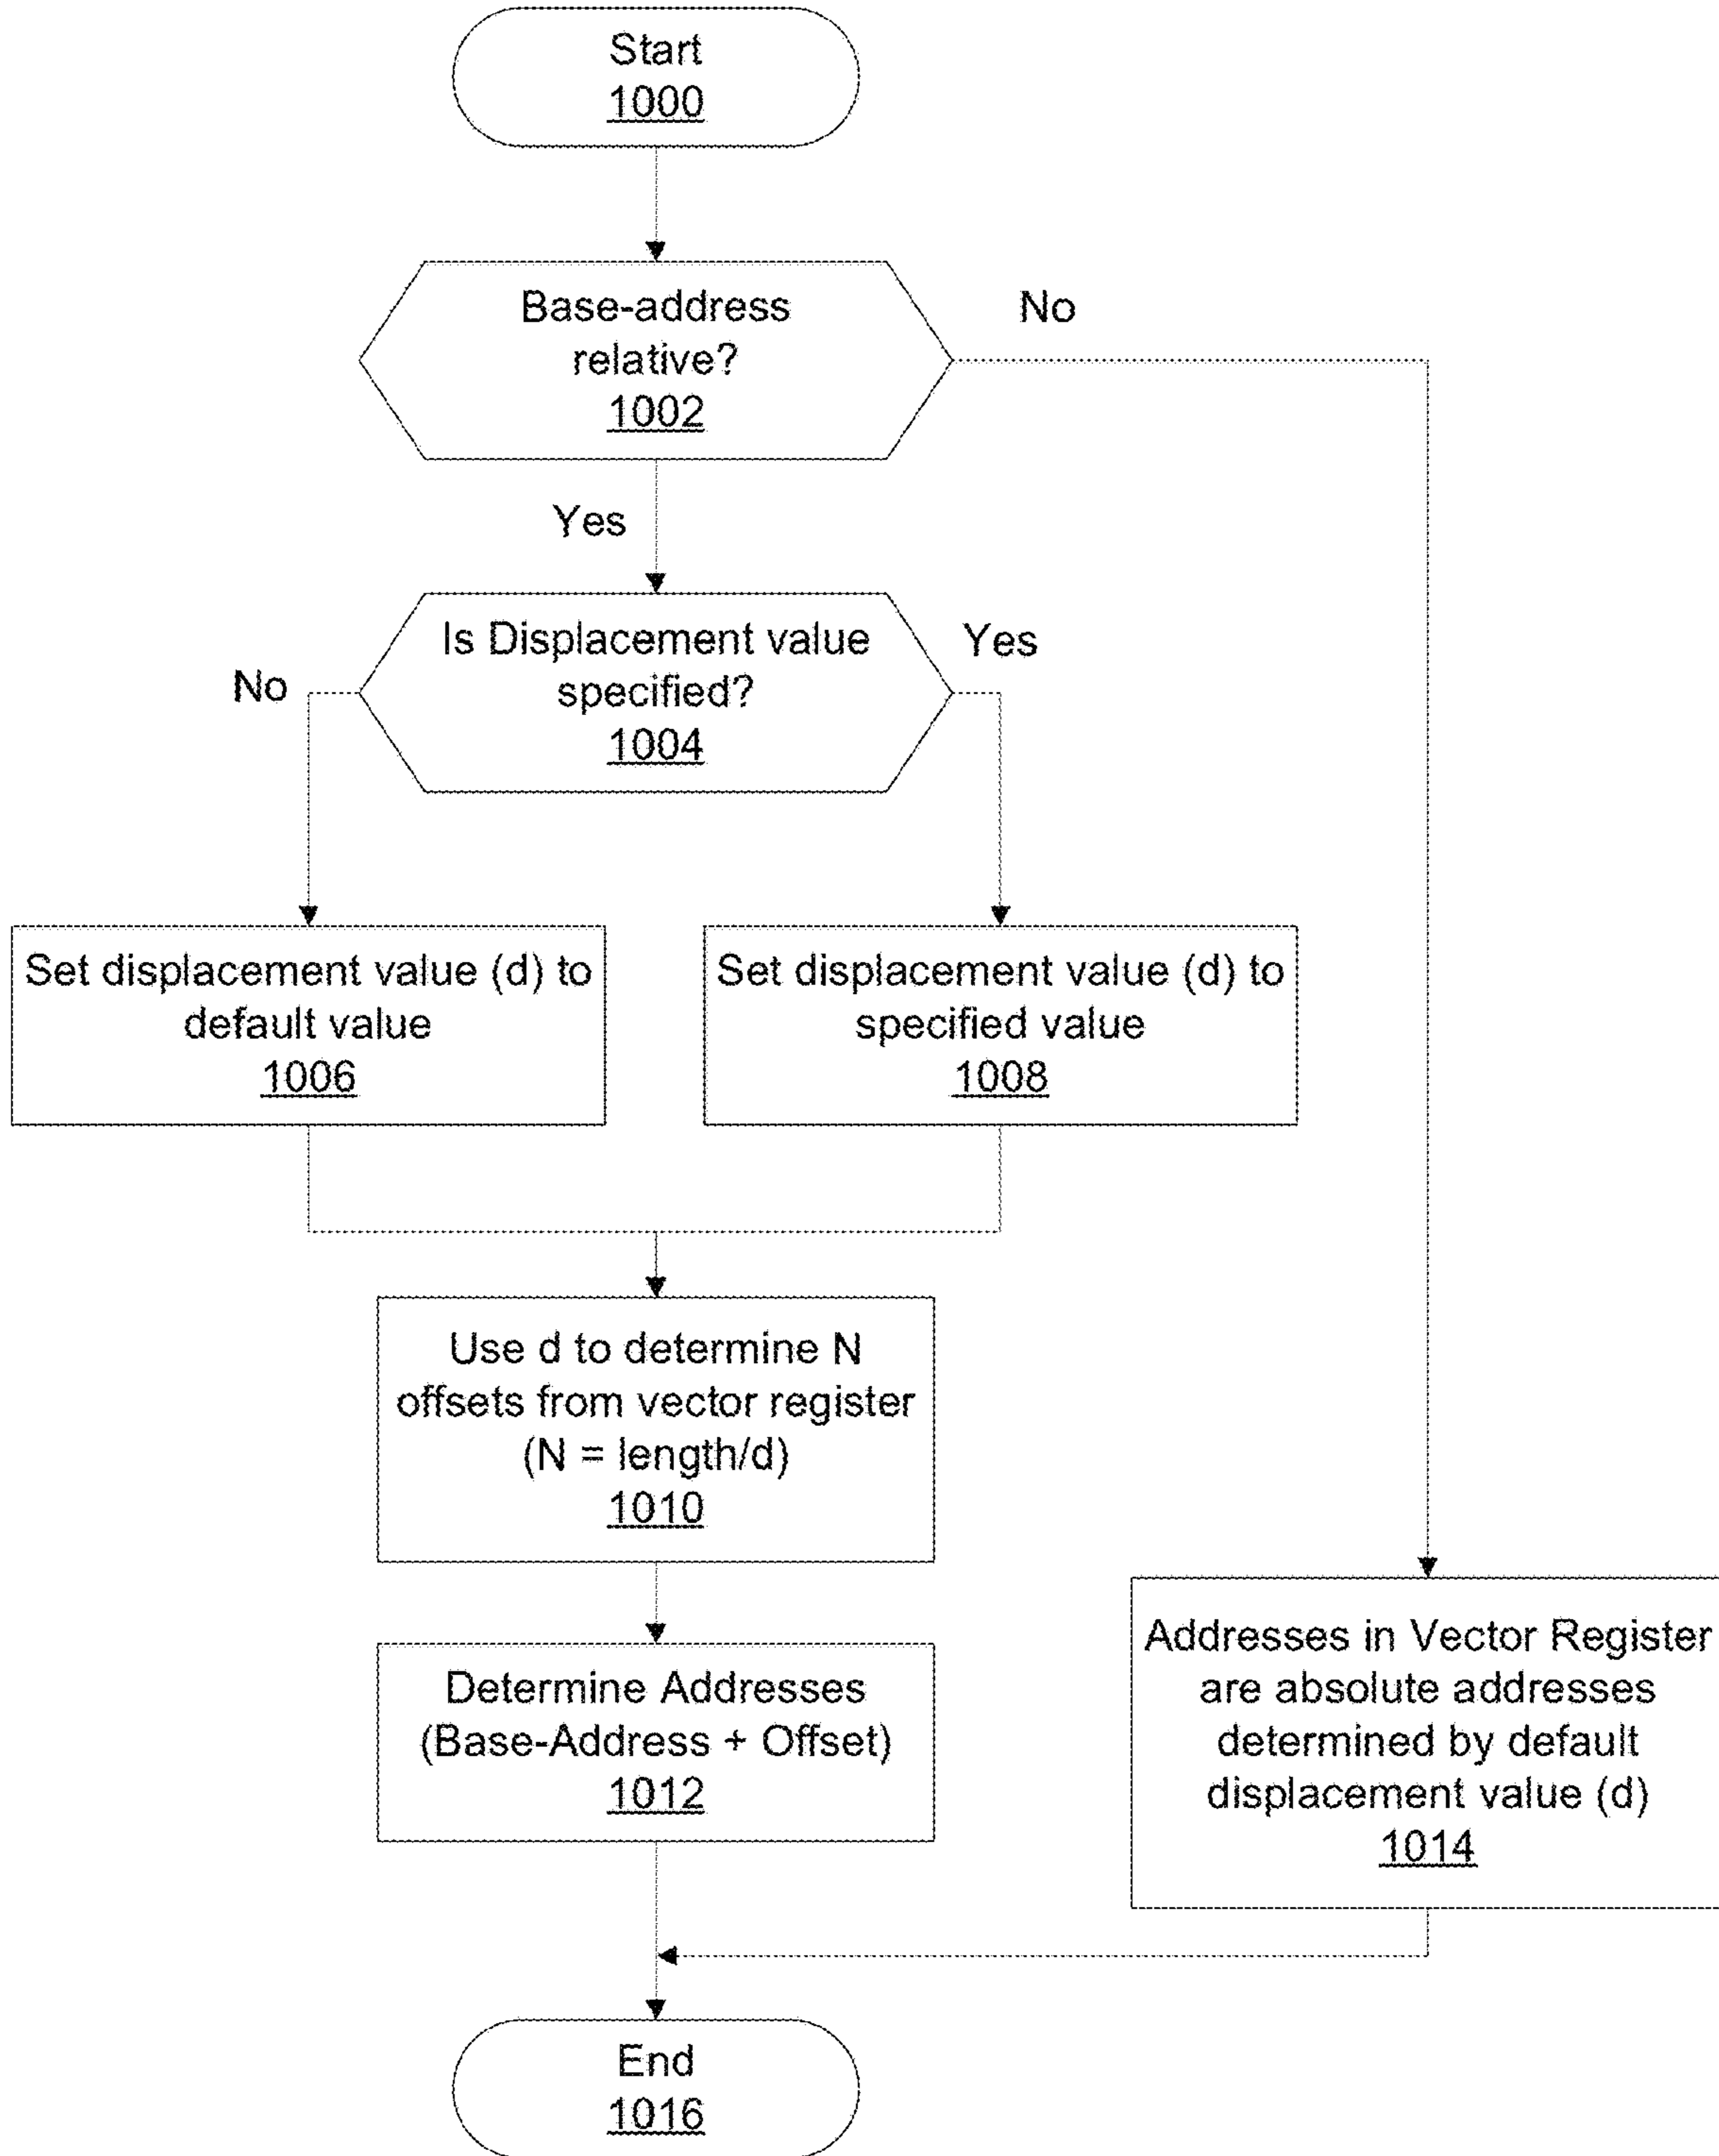 Start
1000
Base-address
relative?
1002
No
Yes
Is Displacement value
specified?
1004
Yes
No
Set displacement value (d) to
default value
1006
Set displacement value (d) to
specified value
1008
Use d to determine N
offsets from vector register
(N = length/d)
1010
Determine Addresses
(Base-Address + Offset)
1012
Addresses in Vector Register
are absolute addresses
determined by default
displacement value (d)
1014
End
1016